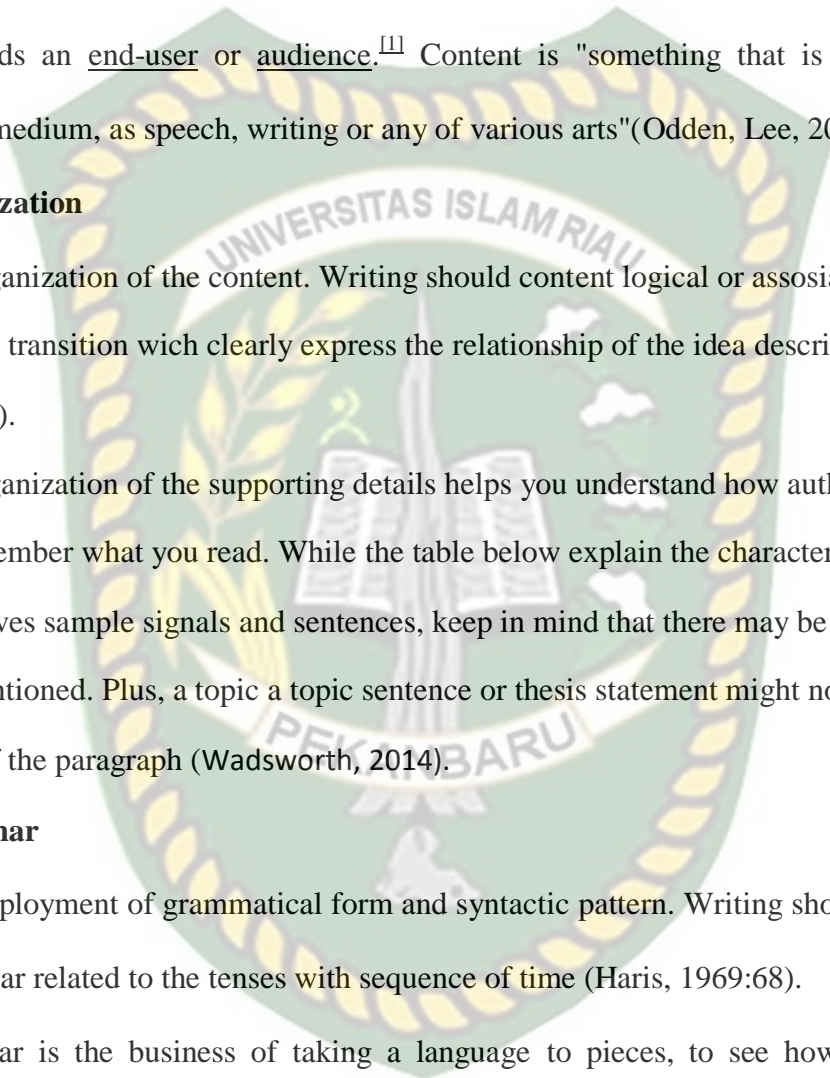 ds an end-user or audience.[1] Content is "something that is
medium, as speech, writing or any of various arts"(Odden, Lee, 20
zation
UNIVERSITAS ISLAM RIAU
ganization of the content. Writing should content logical or assosia
transition wich clearly express the relationship of the idea descri
).
ganization of the supporting details helps you understand how auth
ember what you read. While the table below explain the character
ves sample signals and sentences, keep in mind that there may be
ntioned. Plus, a topic a topic sentence or thesis statement might no
f the paragraph (Wadsworth, 2014).
PEKANBARU
nar
ployment of grammatical form and syntactic pattern. Writing sho
ar related to the tenses with sequence of time (Haris, 1969:68).
ar is the business of taking a language to pieces, to see how